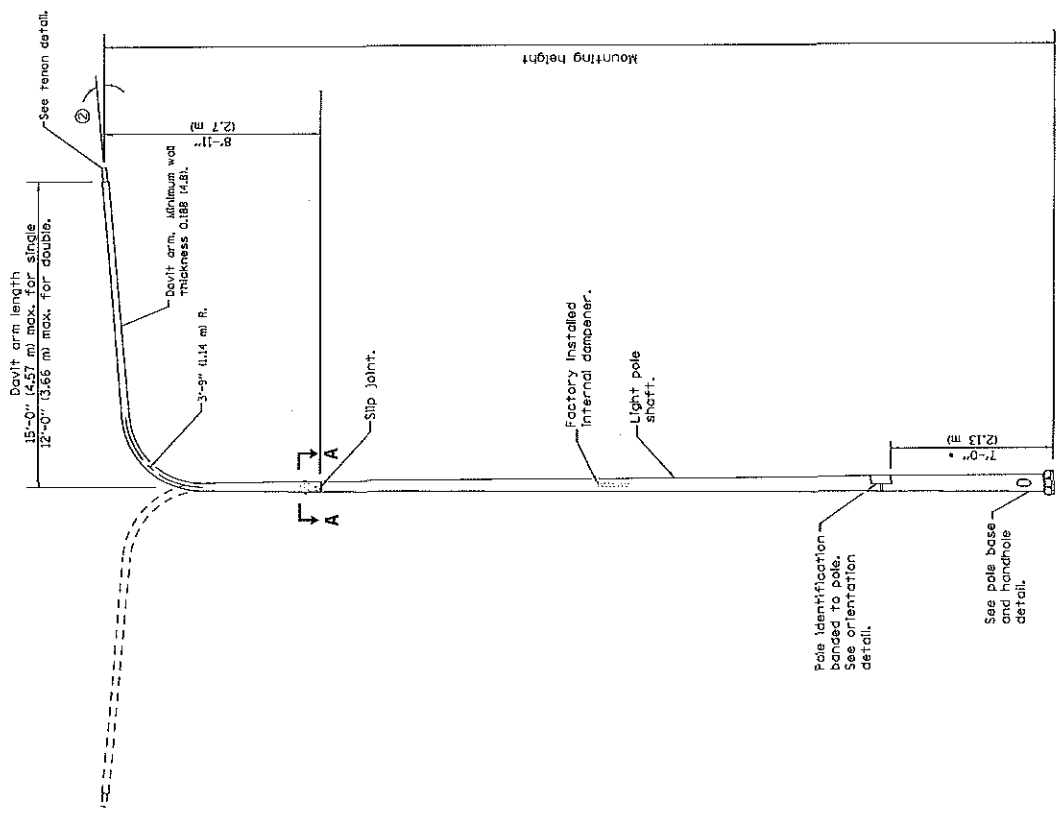 Davit arm length
15'-0" (4.57 m) max. for single
12'-0" (3.66 m) max. for double.
See tenon detail.
②
8'-11"
(2.7 m)
Mounting height
Davit arm. Minimum wall
thickness 0.188 (4.8).
3'-9" (1.14 m) R.
A
A
Slip joint.
Factory installed
internal dampener.
Light pole
shaft.
Pole identification
banded to pole.
See orientation
detail.
7'-0" *
(2.13 m)
See pole base
and handhole
detail.